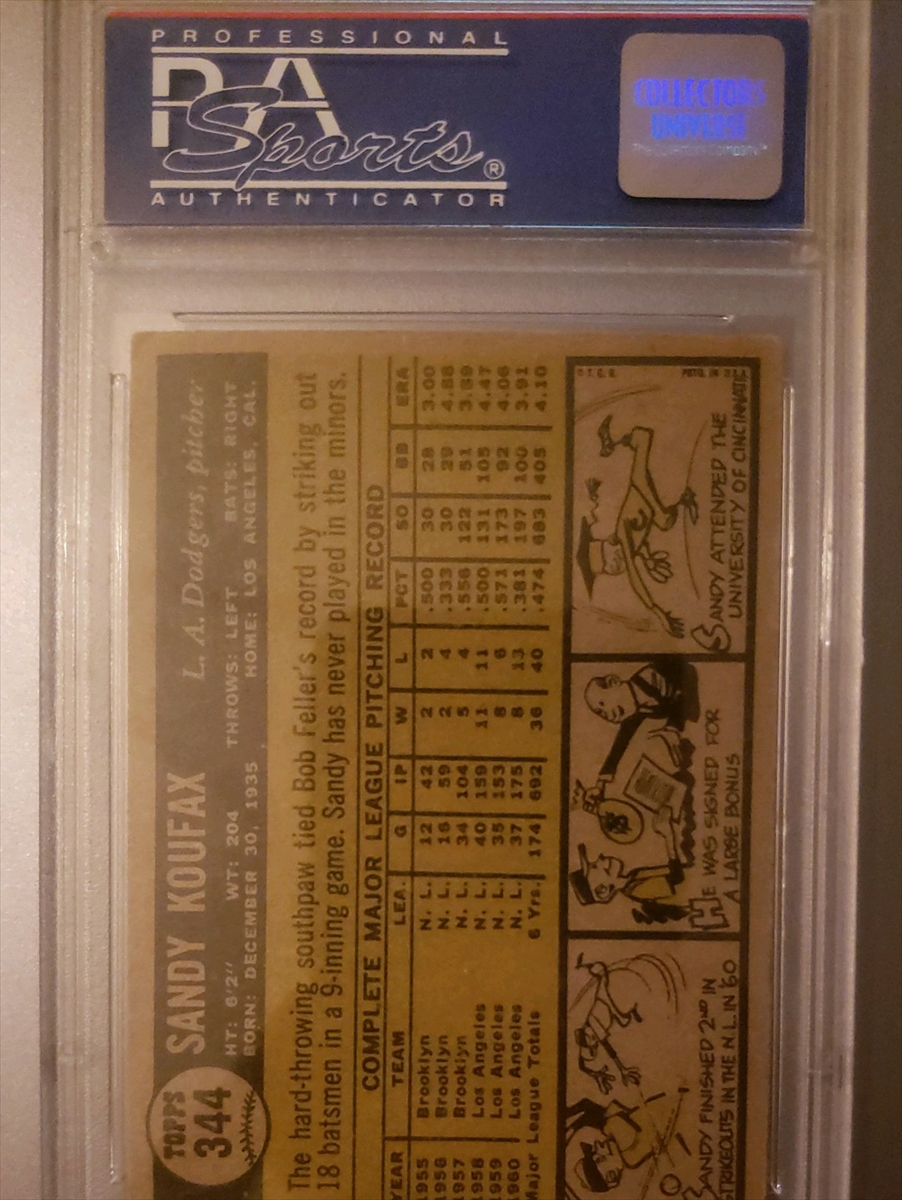 PROFESSIONAL
PSA
Sports®
AUTHENTICATOR
COLLECTORS
UNIVERSE
TOPPS
344
SANDY KOUFAX L. A. Dodgers, pitcher
HT: 6'2" WT: 204 THROWS: LEFT BATS: RIGHT
BORN: DECEMBER 30, 1935 HOME: LOS ANGELES, CAL.
The hard-throwing southpaw tied Bob Feller's record by striking out
18 batsmen in a 9-inning game. Sandy has never played in the minors.
COMPLETE MAJOR LEAGUE PITCHING RECORD
YEAR TEAM LEA. G IP W L PCT SO BB ERA
1955 Brooklyn N. L. 12 42 2 2 .500 30 28 3.00
1956 Brooklyn N. L. 16 59 2 4 .333 30 29 4.88
1957 Brooklyn N. L. 34 104 5 4 .556 122 51 3.89
1958 Los Angeles N. L. 40 159 11 11 .500 131 105 4.47
1959 Los Angeles N. L. 35 153 8 6 .571 173 92 4.06
1960 Los Angeles N. L. 37 175 8 13 .381 197 100 3.91
Major League Totals 6 Yrs. 174 692 36 40 .474 683 405 4.10
SANDY FINISHED 2ND IN
STRIKEOUTS IN THE N.L. IN '60
HE WAS SIGNED FOR
A LARGE BONUS
© T. C. G. PRTD. IN U.S.A.
SANDY ATTENDED THE
UNIVERSITY OF CINCINNATI